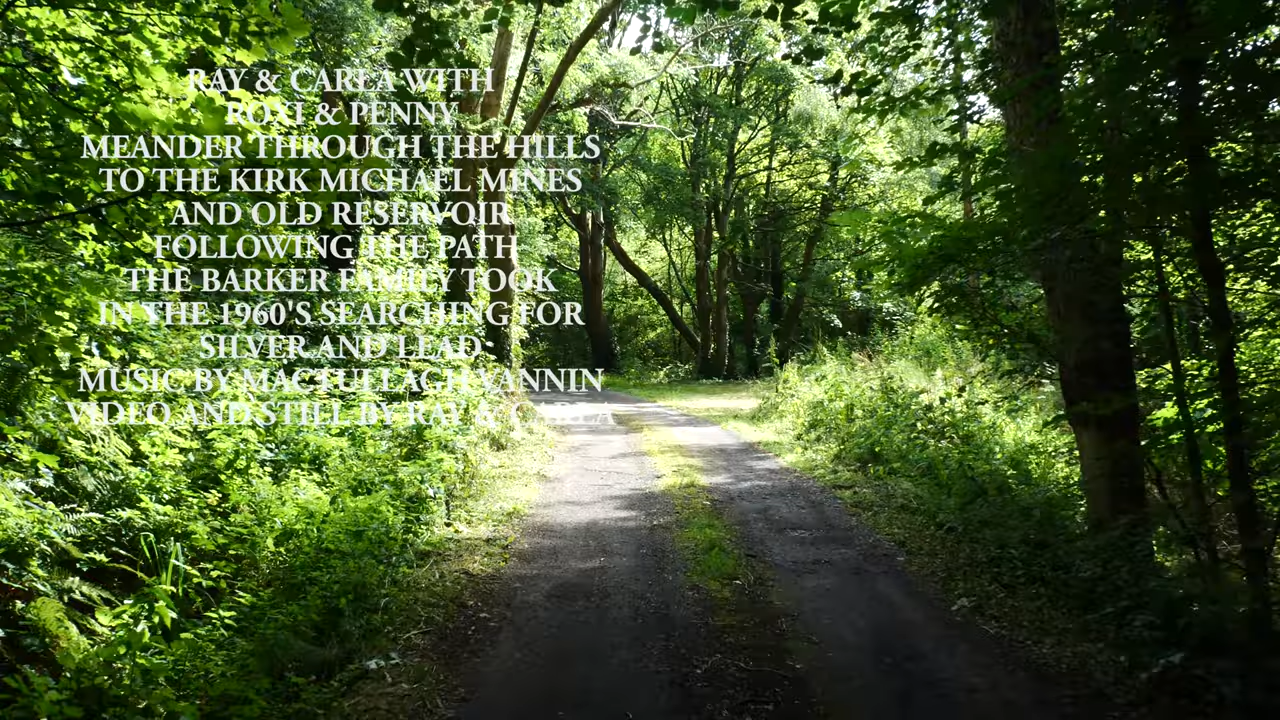 RAY & CARLA WITH
ROXI & PENNY
MEANDER THROUGH THE HILLS
TO THE KIRK MICHAEL MINES
AND OLD RESERVOIR
FOLLOWING THE PATH
THE BARKER FAMILY TOOK
IN THE 1960'S SEARCHING FOR
SILVER AND LEAD
MUSIC BY MACTULLAGH VANNIN
VIDEO AND STILL BY RAY & CARLA